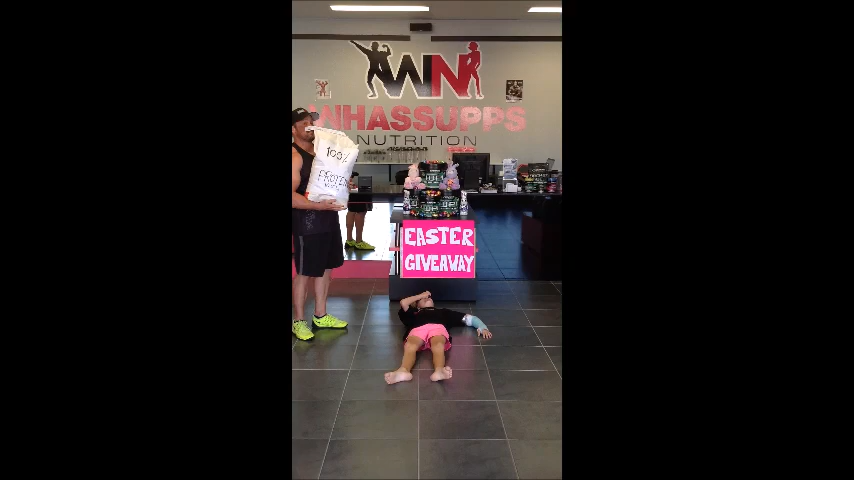 WN
WHASSUPPS
NUTRITION
100%
PROTEIN
EASTER
GIVEAWAY